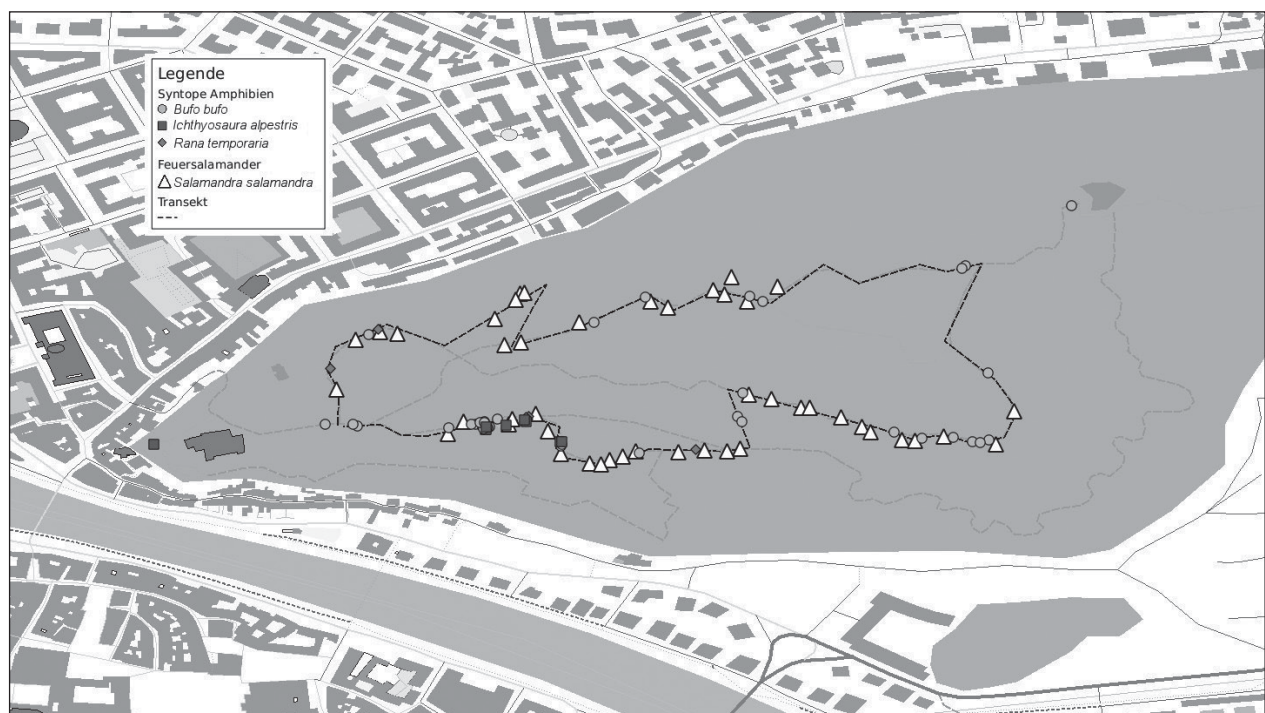 Legende
Syntope Amphibien
Bufo bufo
Ichthyosaura alpestris
Rana temporaria
Feuersalamander
Salamandra salamandra
Transekt